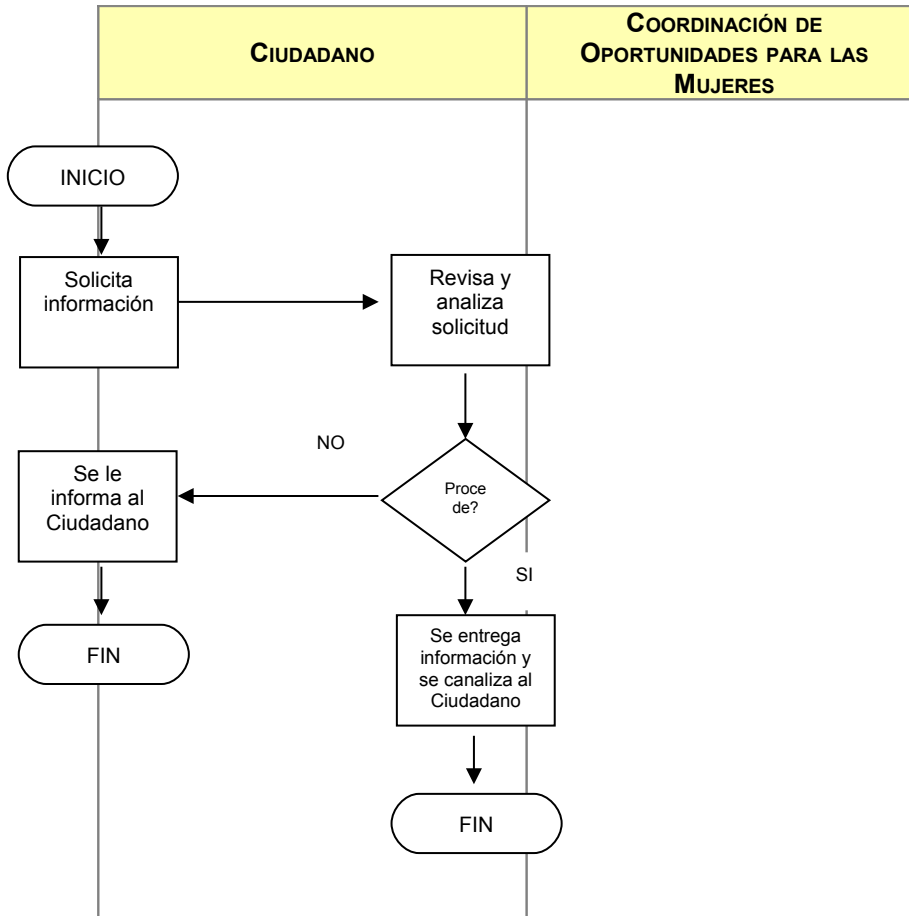 CIUDADANO
COORDINACIÓN DE
OPORTUNIDADES PARA LAS
MUJERES
INICIO
Solicita
información
Revisa y
analiza
solicitud
NO
Se le
informa al
Ciudadano
Proce
de?
SI
FIN
Se entrega
información y
se canaliza al
Ciudadano
FIN